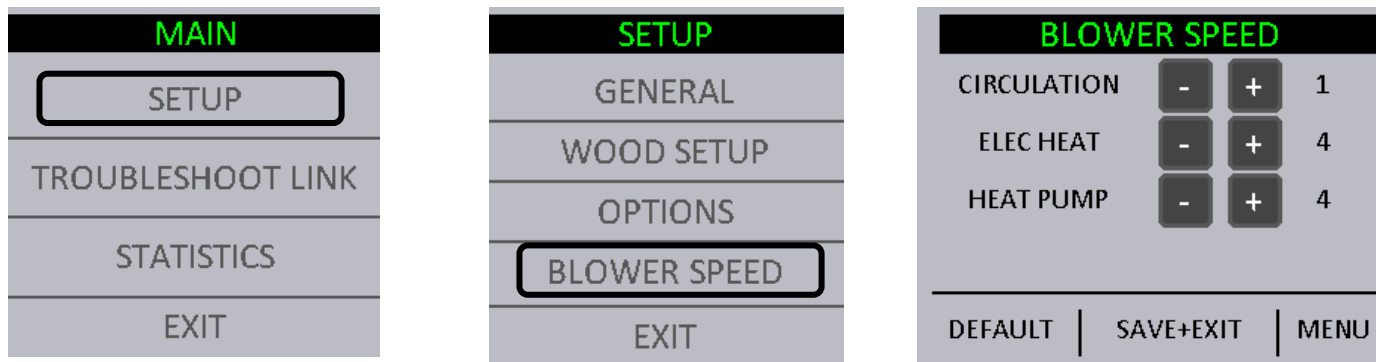 MAIN
SETUP
TROUBLESHOOT LINK
STATISTICS
EXIT
SETUP
GENERAL
WOOD SETUP
OPTIONS
BLOWER SPEED
EXIT
BLOWER SPEED
CIRCULATION - + 1
ELEC HEAT - + 4
HEAT PUMP - + 4
DEFAULT SAVE+EXIT MENU